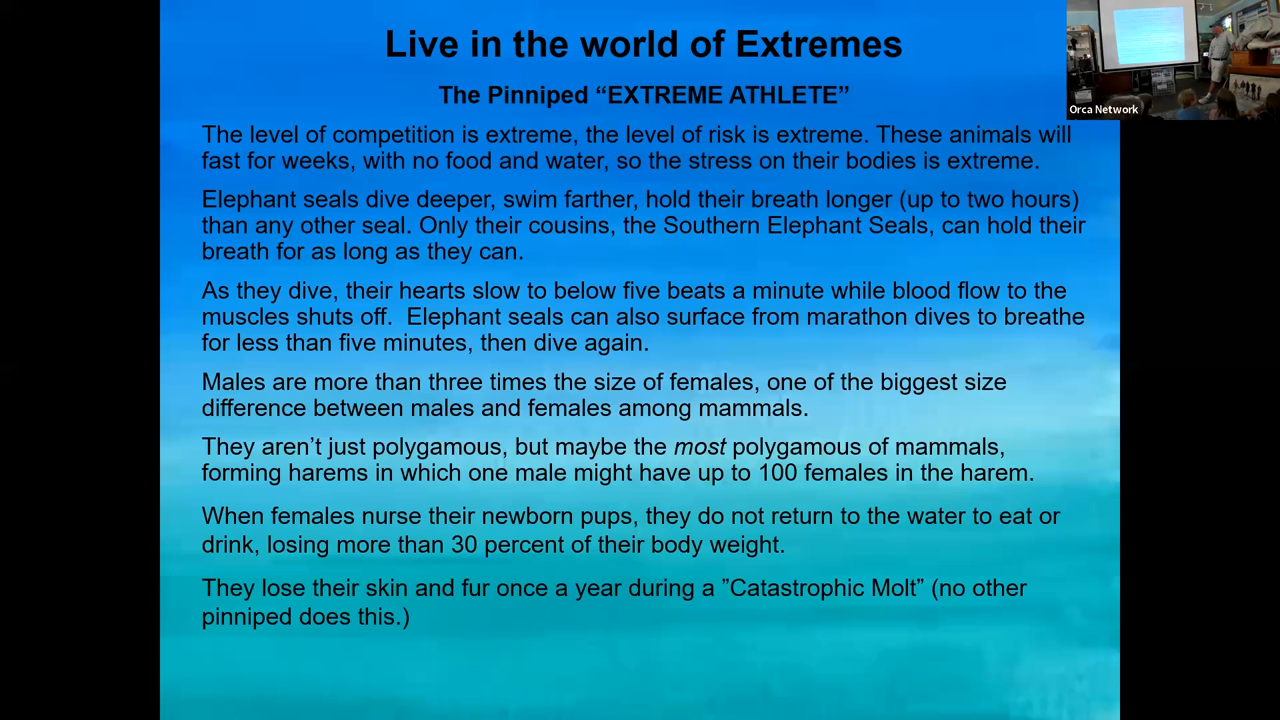 Live in the world of Extremes
The Pinniped “EXTREME ATHLETE”
Orca Network
The level of competition is extreme, the level of risk is extreme. These animals will
fast for weeks, with no food and water, so the stress on their bodies is extreme.
Elephant seals dive deeper, swim farther, hold their breath longer (up to two hours)
than any other seal. Only their cousins, the Southern Elephant Seals, can hold their
breath for as long as they can.
As they dive, their hearts slow to below five beats a minute while blood flow to the
muscles shuts off.  Elephant seals can also surface from marathon dives to breathe
for less than five minutes, then dive again.
Males are more than three times the size of females, one of the biggest size
difference between males and females among mammals.
They aren’t just polygamous, but maybe the most polygamous of mammals,
forming harems in which one male might have up to 100 females in the harem.
When females nurse their newborn pups, they do not return to the water to eat or
drink, losing more than 30 percent of their body weight.
They lose their skin and fur once a year during a ”Catastrophic Molt” (no other
pinniped does this.)